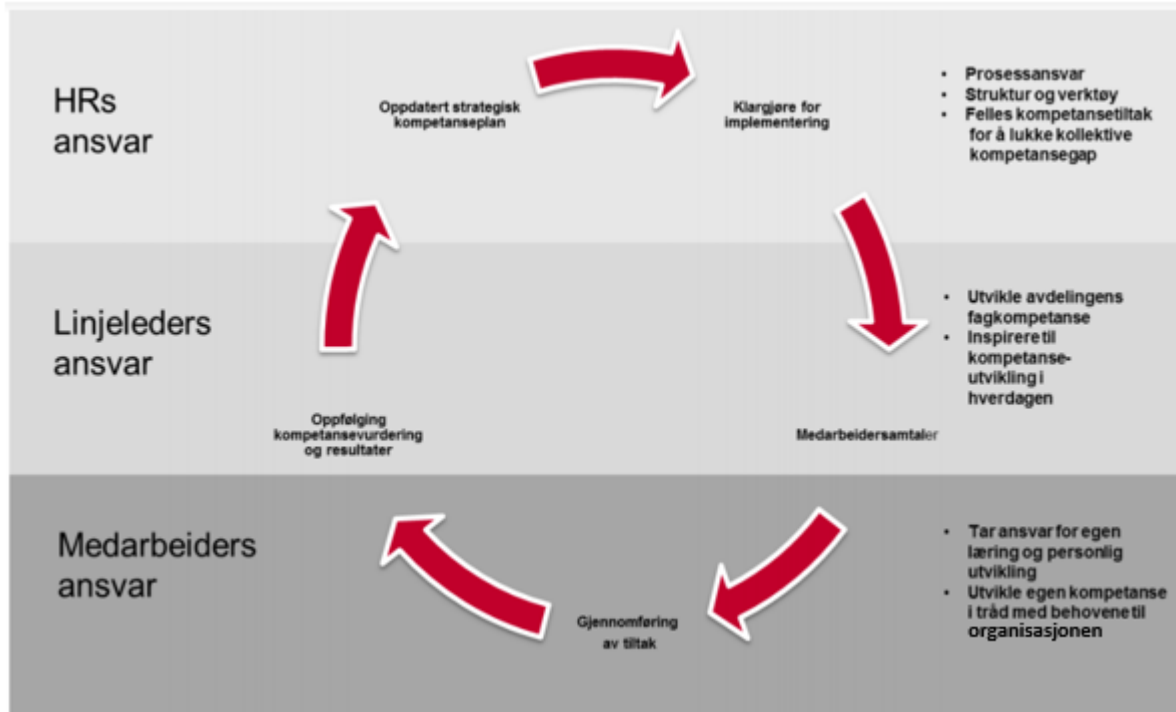 HRs
ansvar
Oppdatert strategisk
kompetanseplan
Klargjøre for
implementering
• Prosessansvar
• Struktur og verktøy
• Felles kompetansetiltak
for å lukke kollektive
kompetansegap
Linjeleders
ansvar
Oppfølging
kompetansevurdering
og resultater
Medarbeidersamtaler
• Utvikle avdelingens
fagkompetanse
• Inspirere til
kompetanse-
utvikling i
hverdagen
Medarbeiders
ansvar
Gjennomføring
av tiltak
• Tar ansvar for egen
læring og personlig
utvikling
• Utvikle egen kompetanse
i tråd med behovene til
organisasjonen